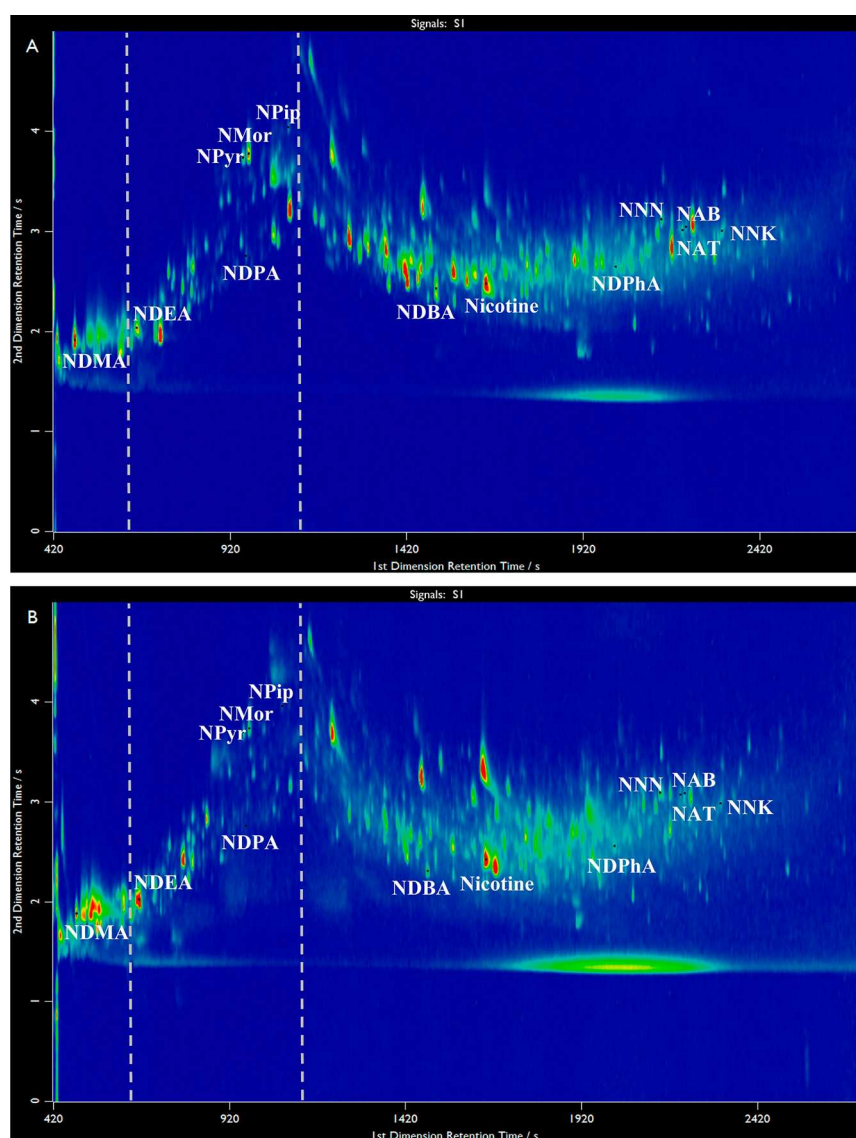 Signals: S1
A
NPip
NMor
NPyr
NNN
NAB
NAT
NNK
NDPA
NDPhA
NDEA
NDBA
Nicotine
NDMA
2nd Dimension Retention Time / s
4
3
2
1
0
420
920
1420
1920
2420
1st Dimension Retention Time / s
Signals: S1
B
NPip
NMor
NPyr
NNN
NAB
NAT
NNK
NDPA
NDPhA
NDEA
NDBA
Nicotine
NDMA
2nd Dimension Retention Time / s
4
3
2
1
0
420
920
1420
1920
2420
1st Dimension Retention Time / s